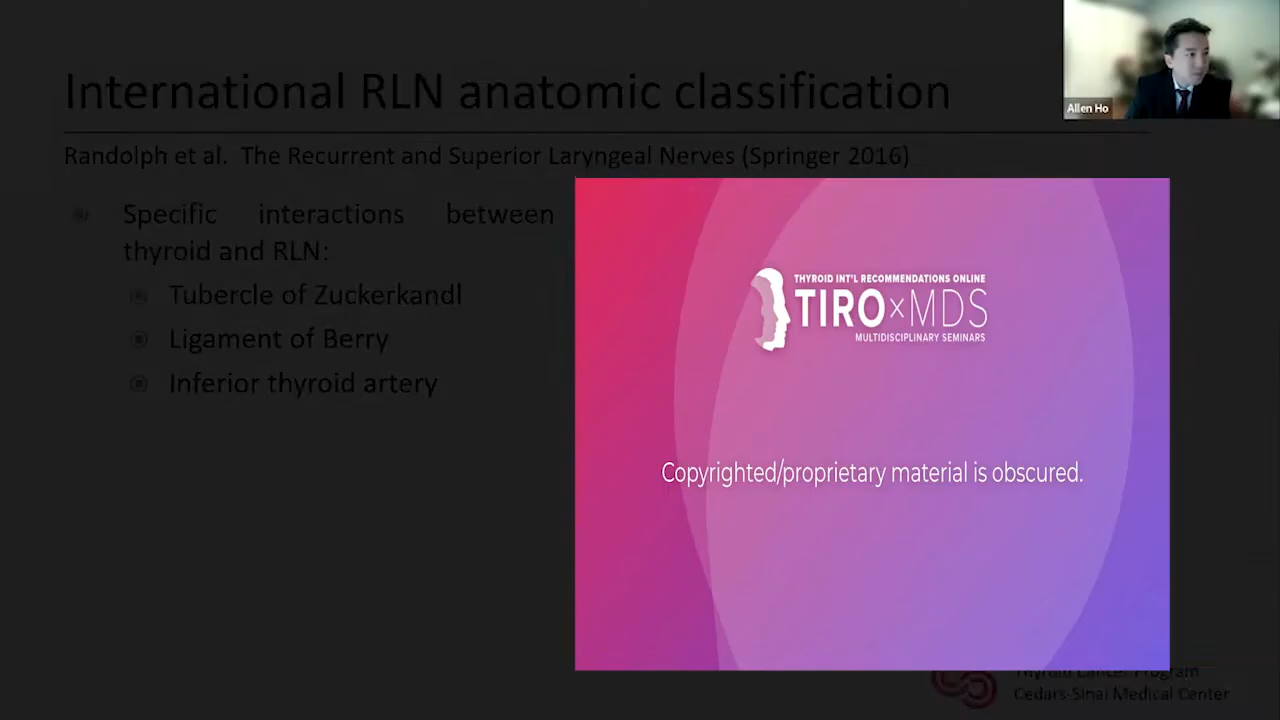 Allen Ho
International RLN anatomic classification
Randolph et al. The Recurrent and Superior Laryngeal Nerves (Springer 2016)
Specific interactions between
thyroid and RLN:
Tubercle of Zuckerkandl
Ligament of Berry
Inferior thyroid artery
THYROID INT'L RECOMMENDATIONS ONLINE
TIRO×MDS
MULTIDISCIPLINARY SEMINARS
Copyrighted/proprietary material is obscured.
Thyroid Cancer Program
Cedars-Sinai Medical Center